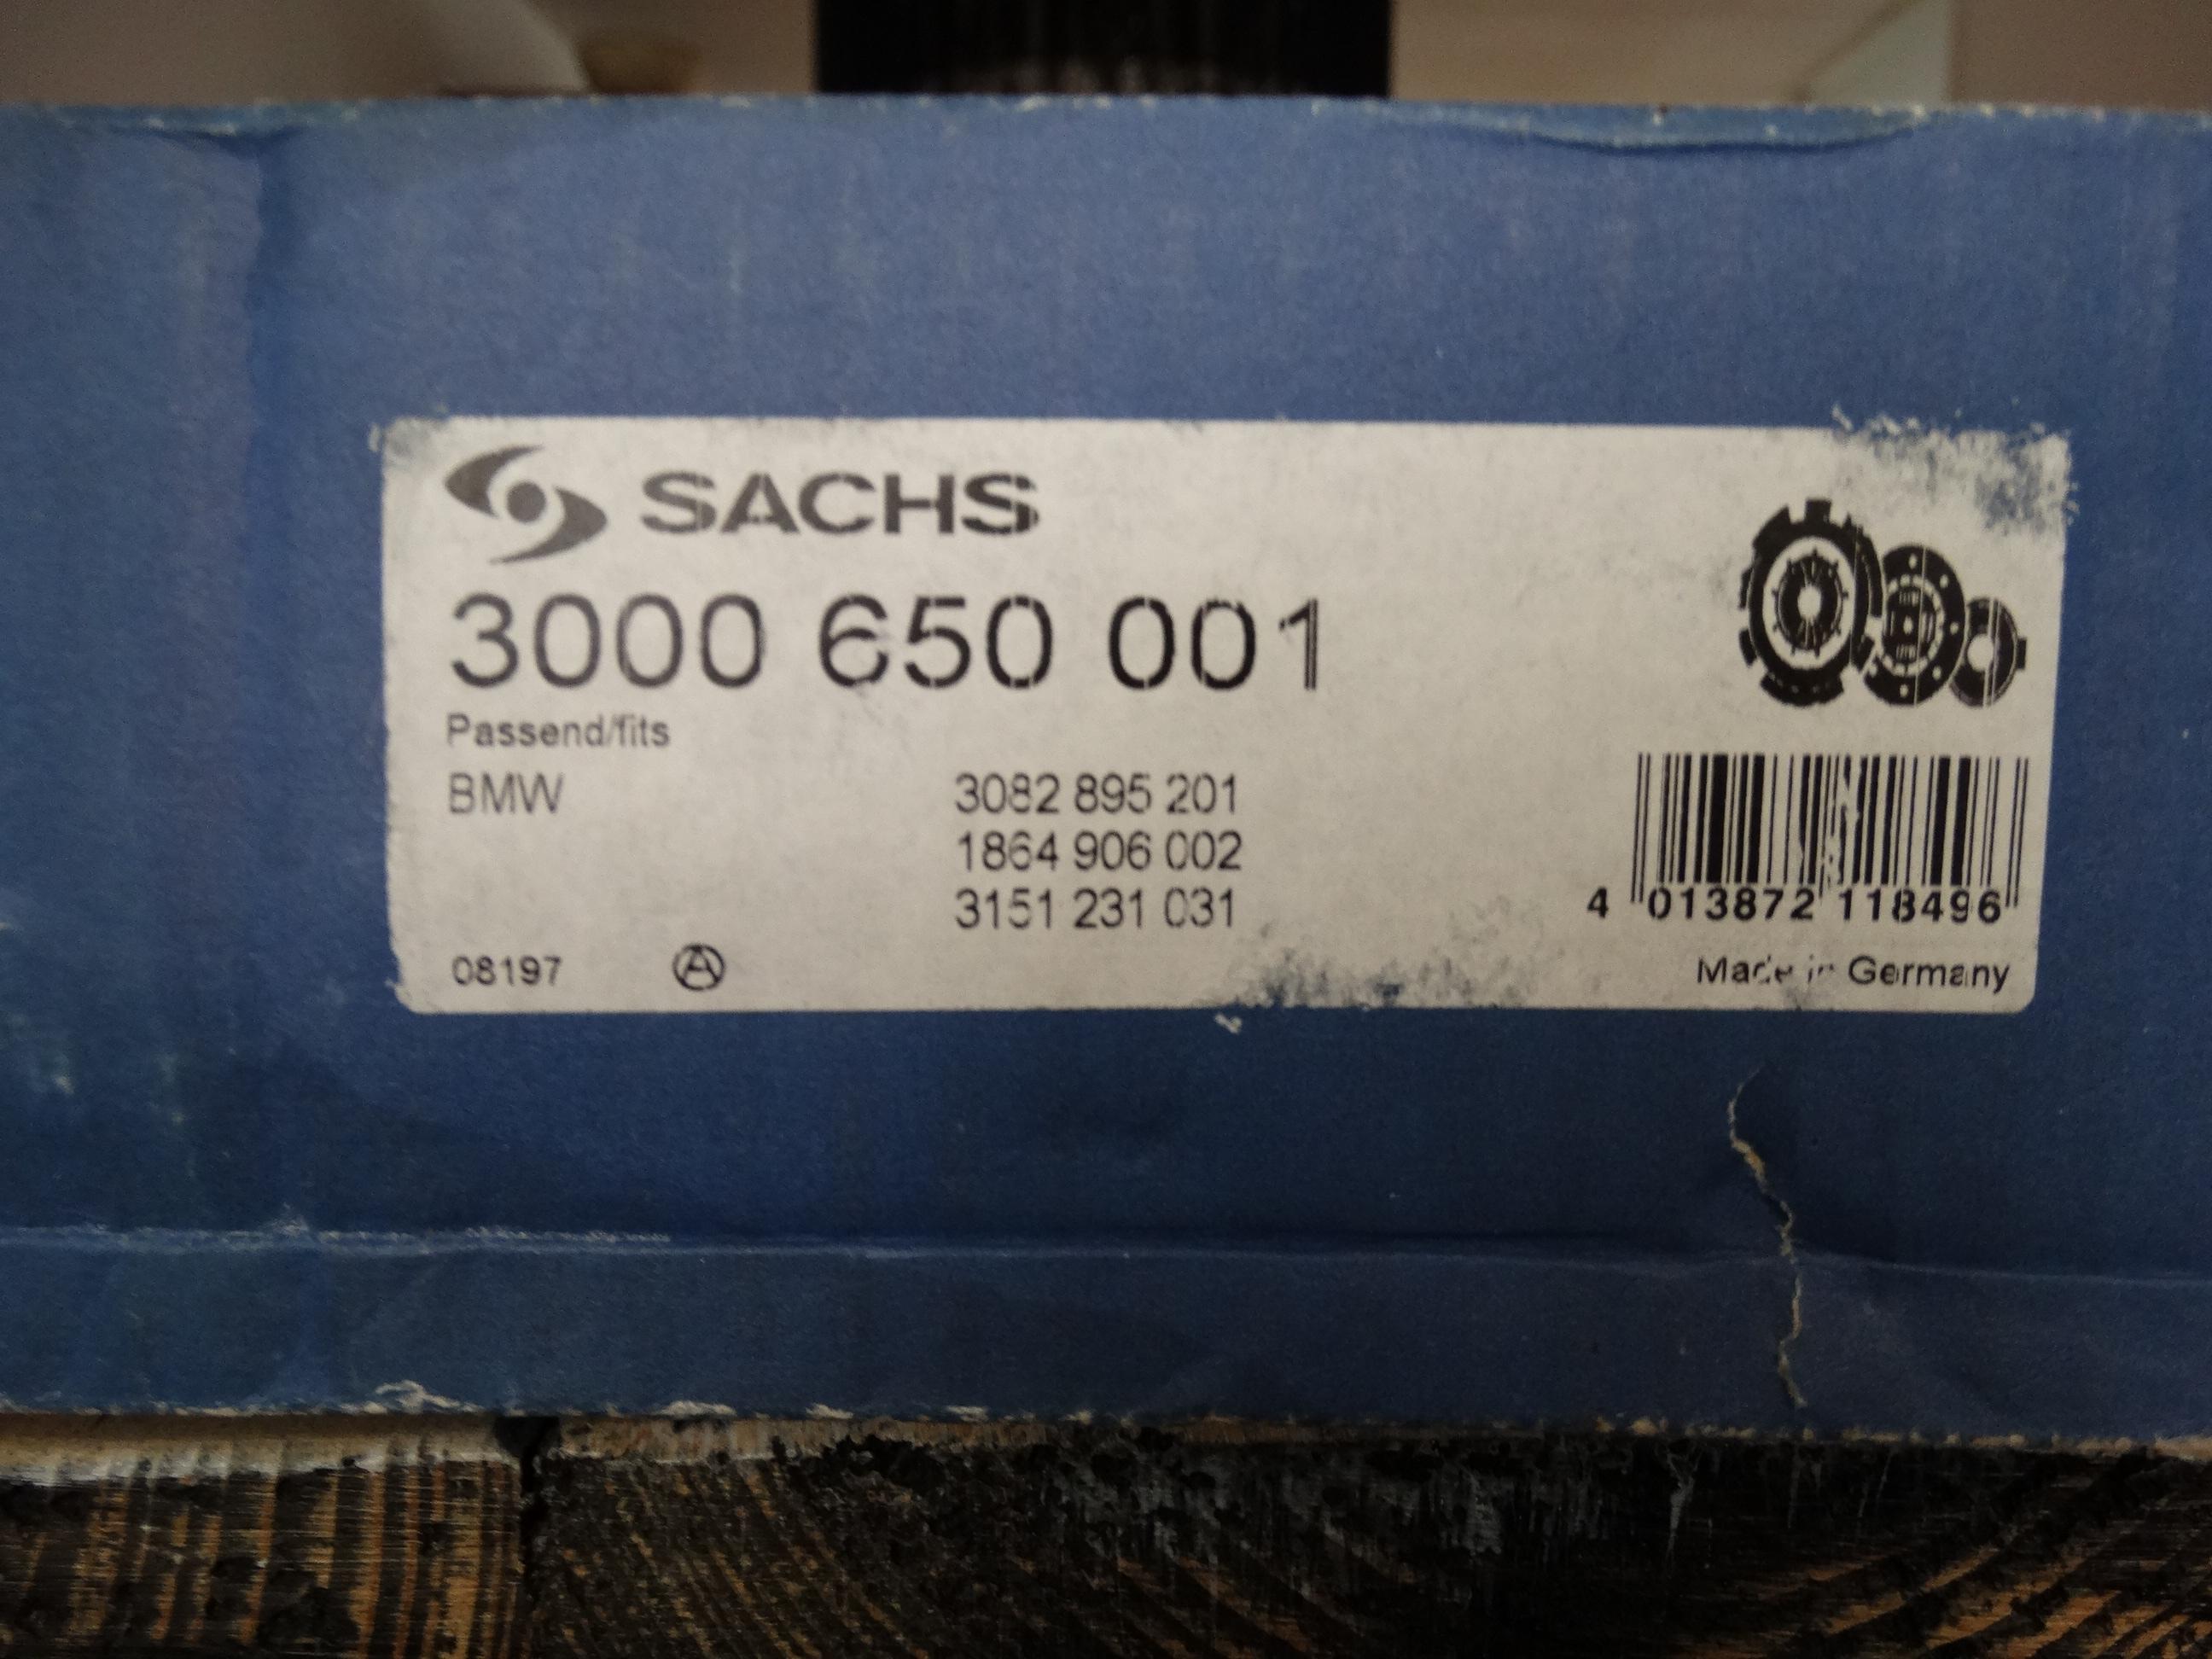 SACHS
3000 650 001
Passend/fits
BMW
3082 895 201
1864 906 002
3151 231 031
4 013872 118496
08197
Made in Germany